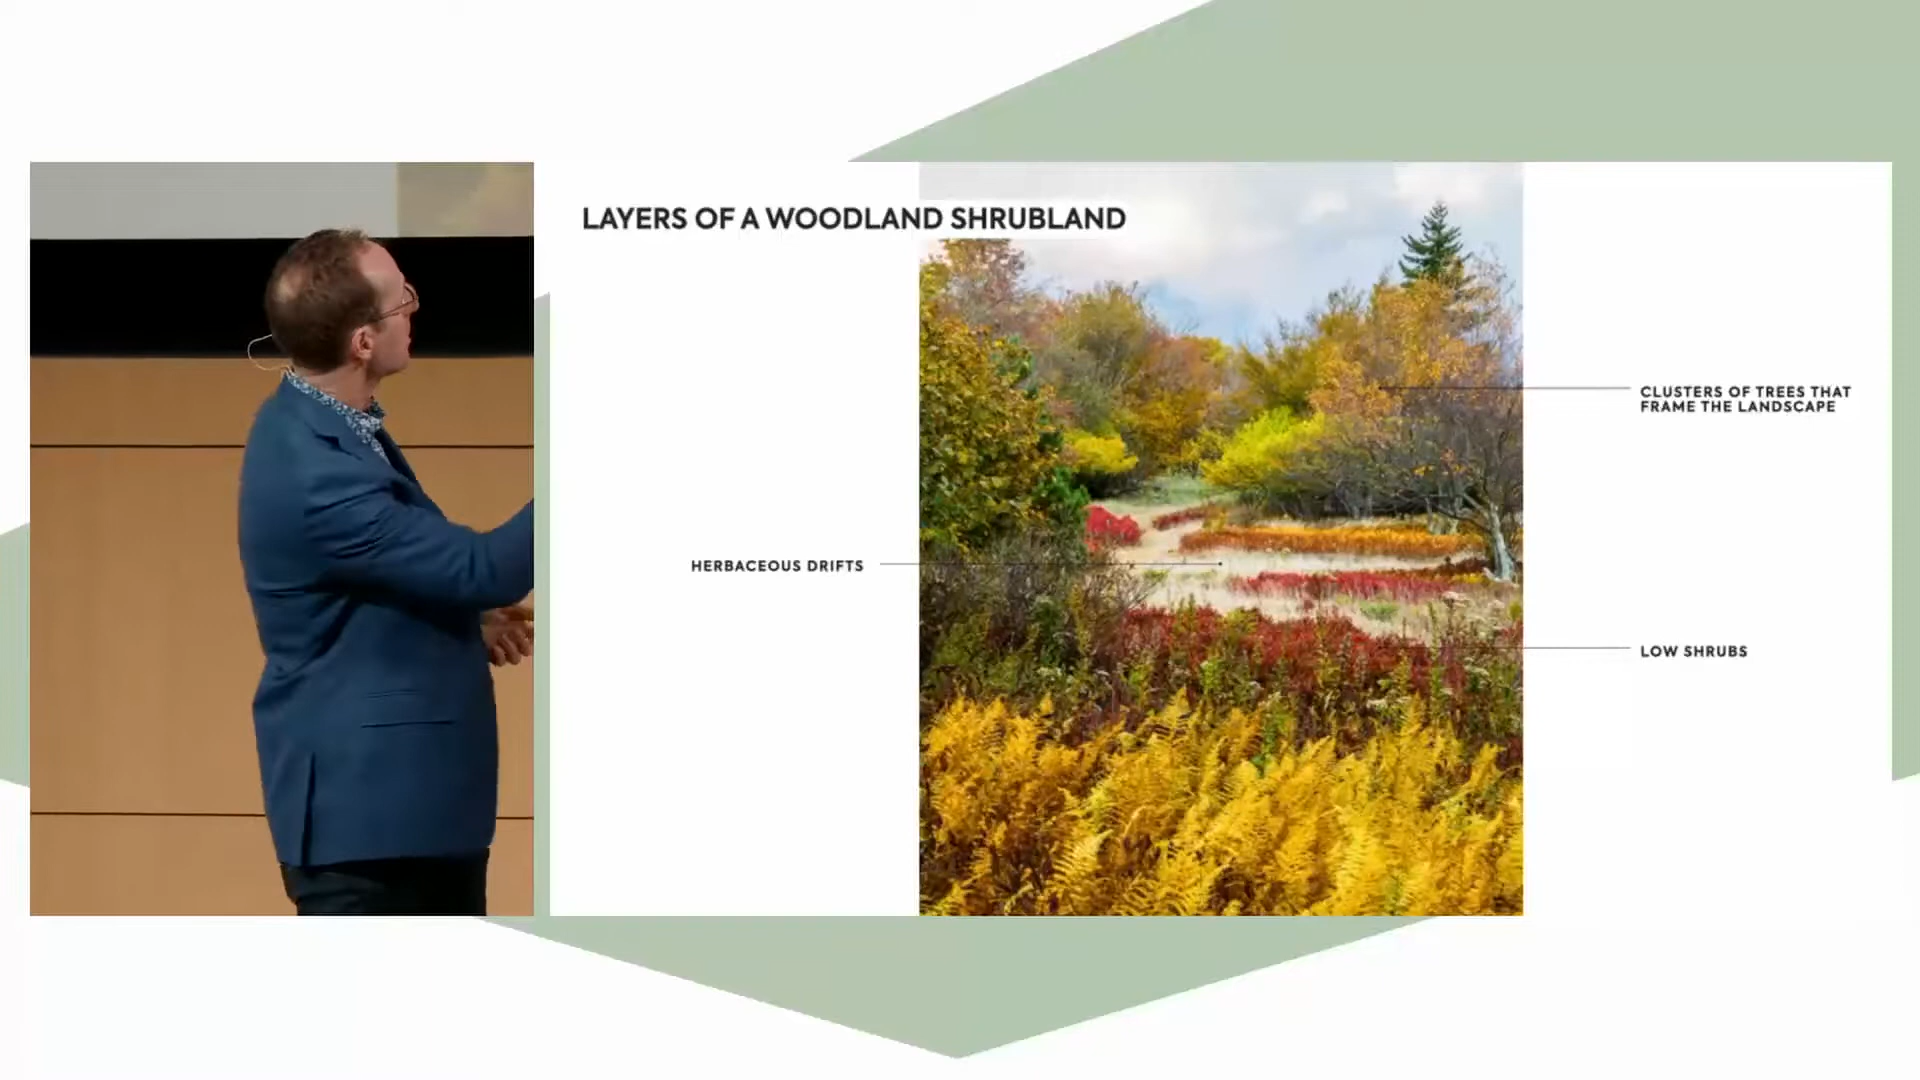 LAYERS OF A WOODLAND SHRUBLAND
CLUSTERS OF TREES THAT
FRAME THE LANDSCAPE
HERBACEOUS DRIFTS
LOW SHRUBS